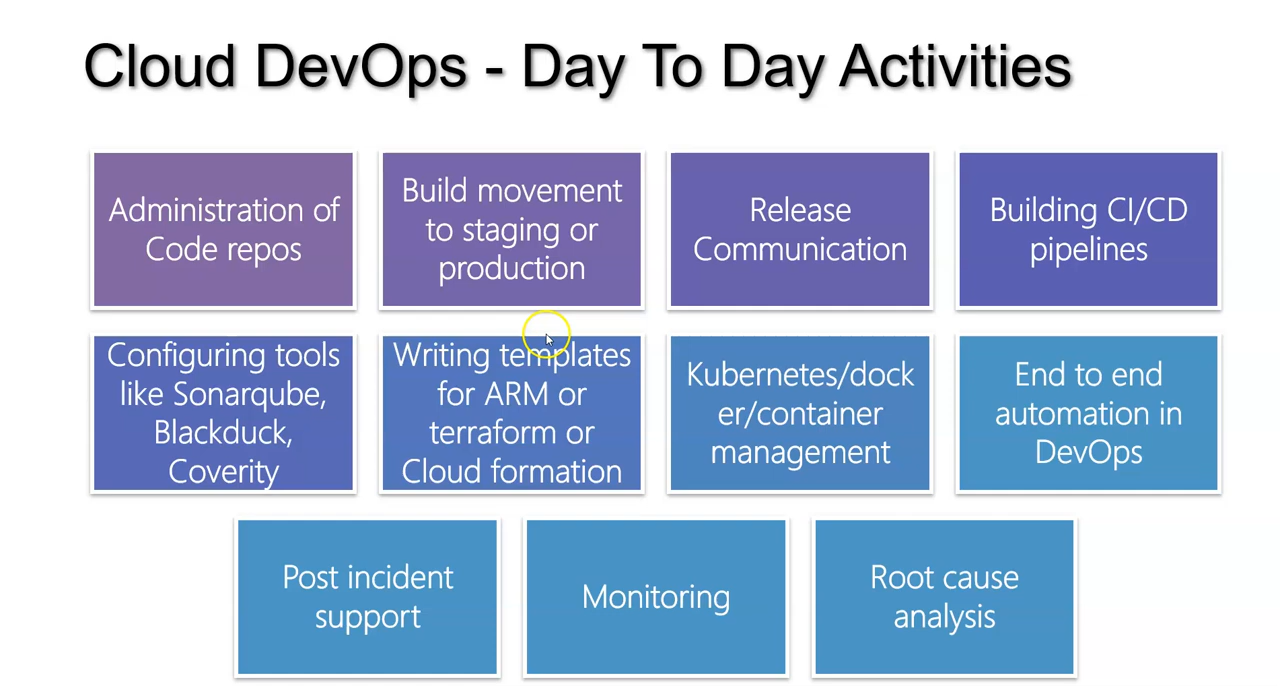 Cloud DevOps - Day To Day Activities
Administration of
Code repos
Build movement
to staging or
production
Release
Communication
Building CI/CD
pipelines
Configuring tools
like Sonarqube,
Blackduck,
Coverity
Writing templates
for ARM or
terraform or
Cloud formation
Kubernetes/dock
er/container
management
End to end
automation in
DevOps
Post incident
support
Monitoring
Root cause
analysis